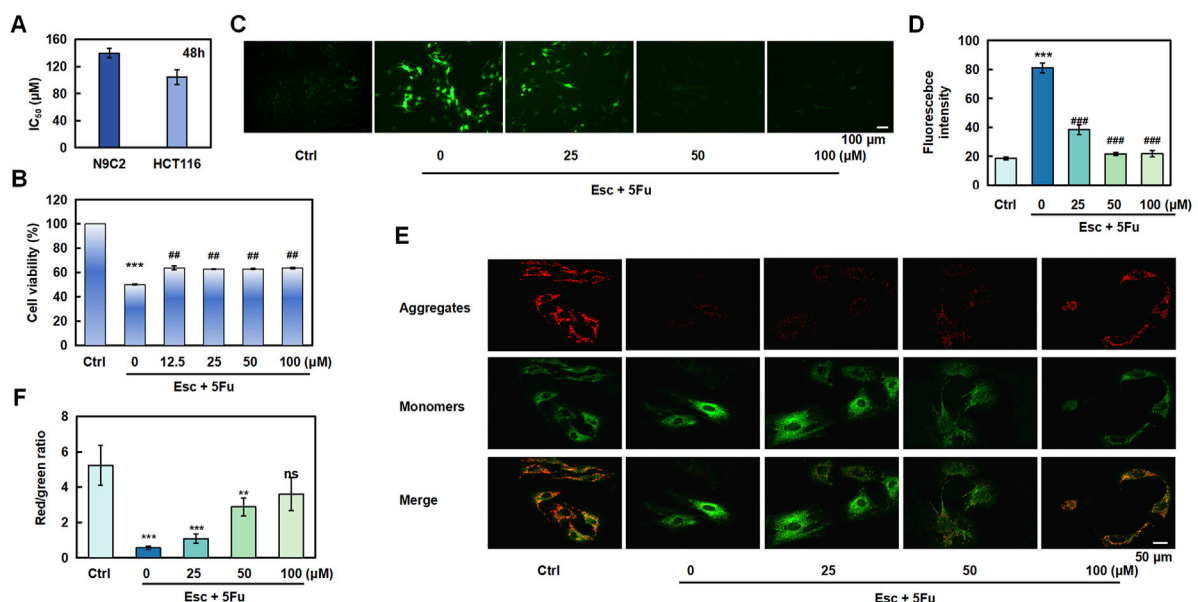 A
160
120
80
40
0
IC50 (µM)
48h
N9C2
HCT116
B
120
100
80
60
40
20
0
Cell viability (%)
***
##
##
##
##
Ctrl
0
12.5
25
50
100 (µM)
Esc + 5Fu
C
100 µm
Ctrl
0
25
50
100 (µM)
Esc + 5Fu
D
100
80
60
40
20
0
Fluorescebce
intensity
***
###
###
###
Ctrl
0
25
50
100 (µM)
Esc + 5Fu
E
Aggregates
Monomers
Merge
50 µm
Ctrl
0
25
50
100 (µM)
Esc + 5Fu
F
8
6
4
2
0
Red/green ratio
***
***
**
ns
Ctrl
0
25
50
100 (µM)
Esc + 5Fu